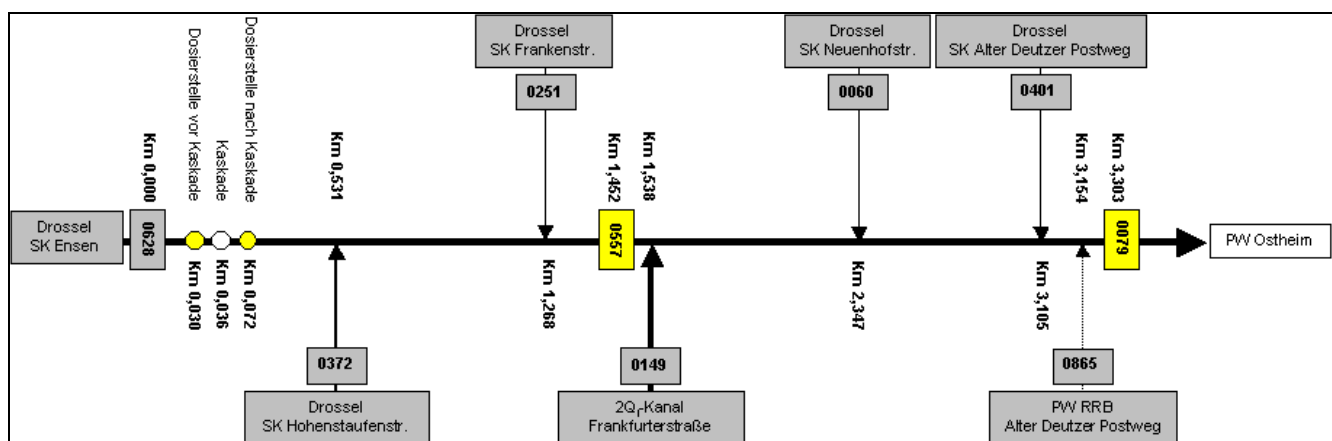 Drossel
SK Ensen
0628
Km 0,000
Dosierstelle vor Kaskade
Kaskade
Dosierstelle nach Kaskade
Km 0,030
Km 0,036
Km 0,072
Km 0,531
0372
Drossel
SK Hohenstaufenstr.
Drossel
SK Frankenstr.
0251
Km 1,268
Km 1,452
0557
Km 1,538
0149
2Qf-Kanal
Frankfurterstraße
Drossel
SK Neuenhofstr.
0060
Km 2,347
Drossel
SK Alter Deutzer Postweg
0401
Km 3,105
Km 3,154
0865
PW RRB
Alter Deutzer Postweg
Km 3,303
0079
PW Ostheim